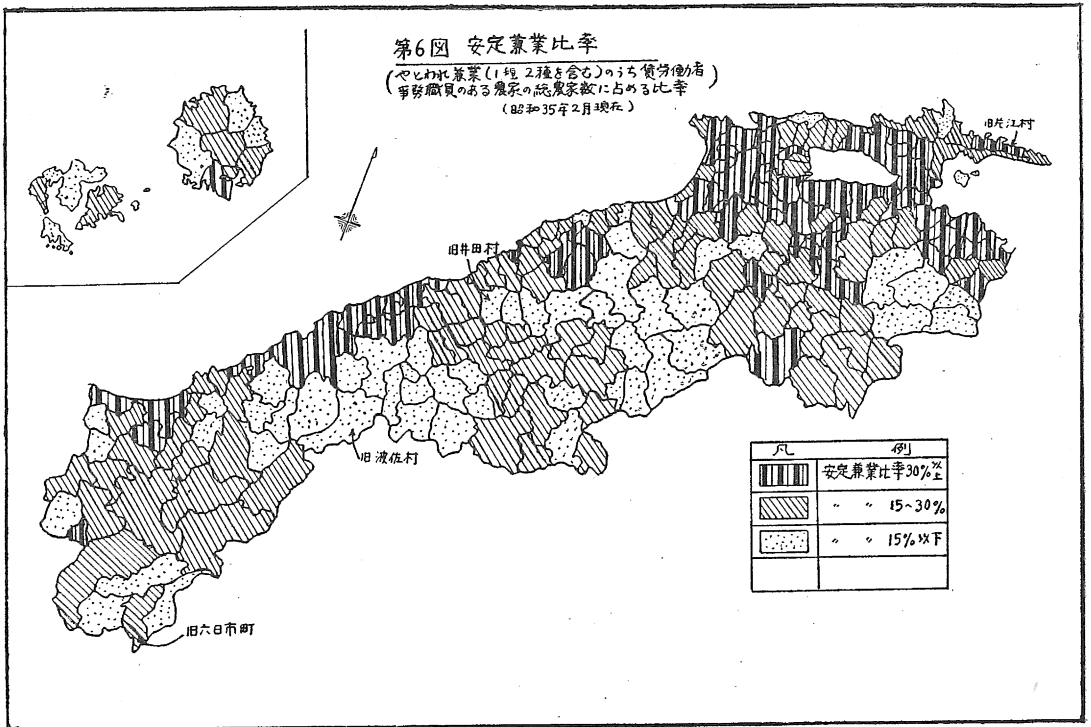 第6図 安定兼業比率
(やとわれ兼業(1種2種を含む)のうち賃労働者
事務職員のある農家の総農家数に占める比率)
(昭和35年2月現在)
旧片江村
旧井田村
旧波佐村
旧六日市町
凡 例
安定兼業比率30%以上
〃 〃 15~30%
〃 〃 15%以下